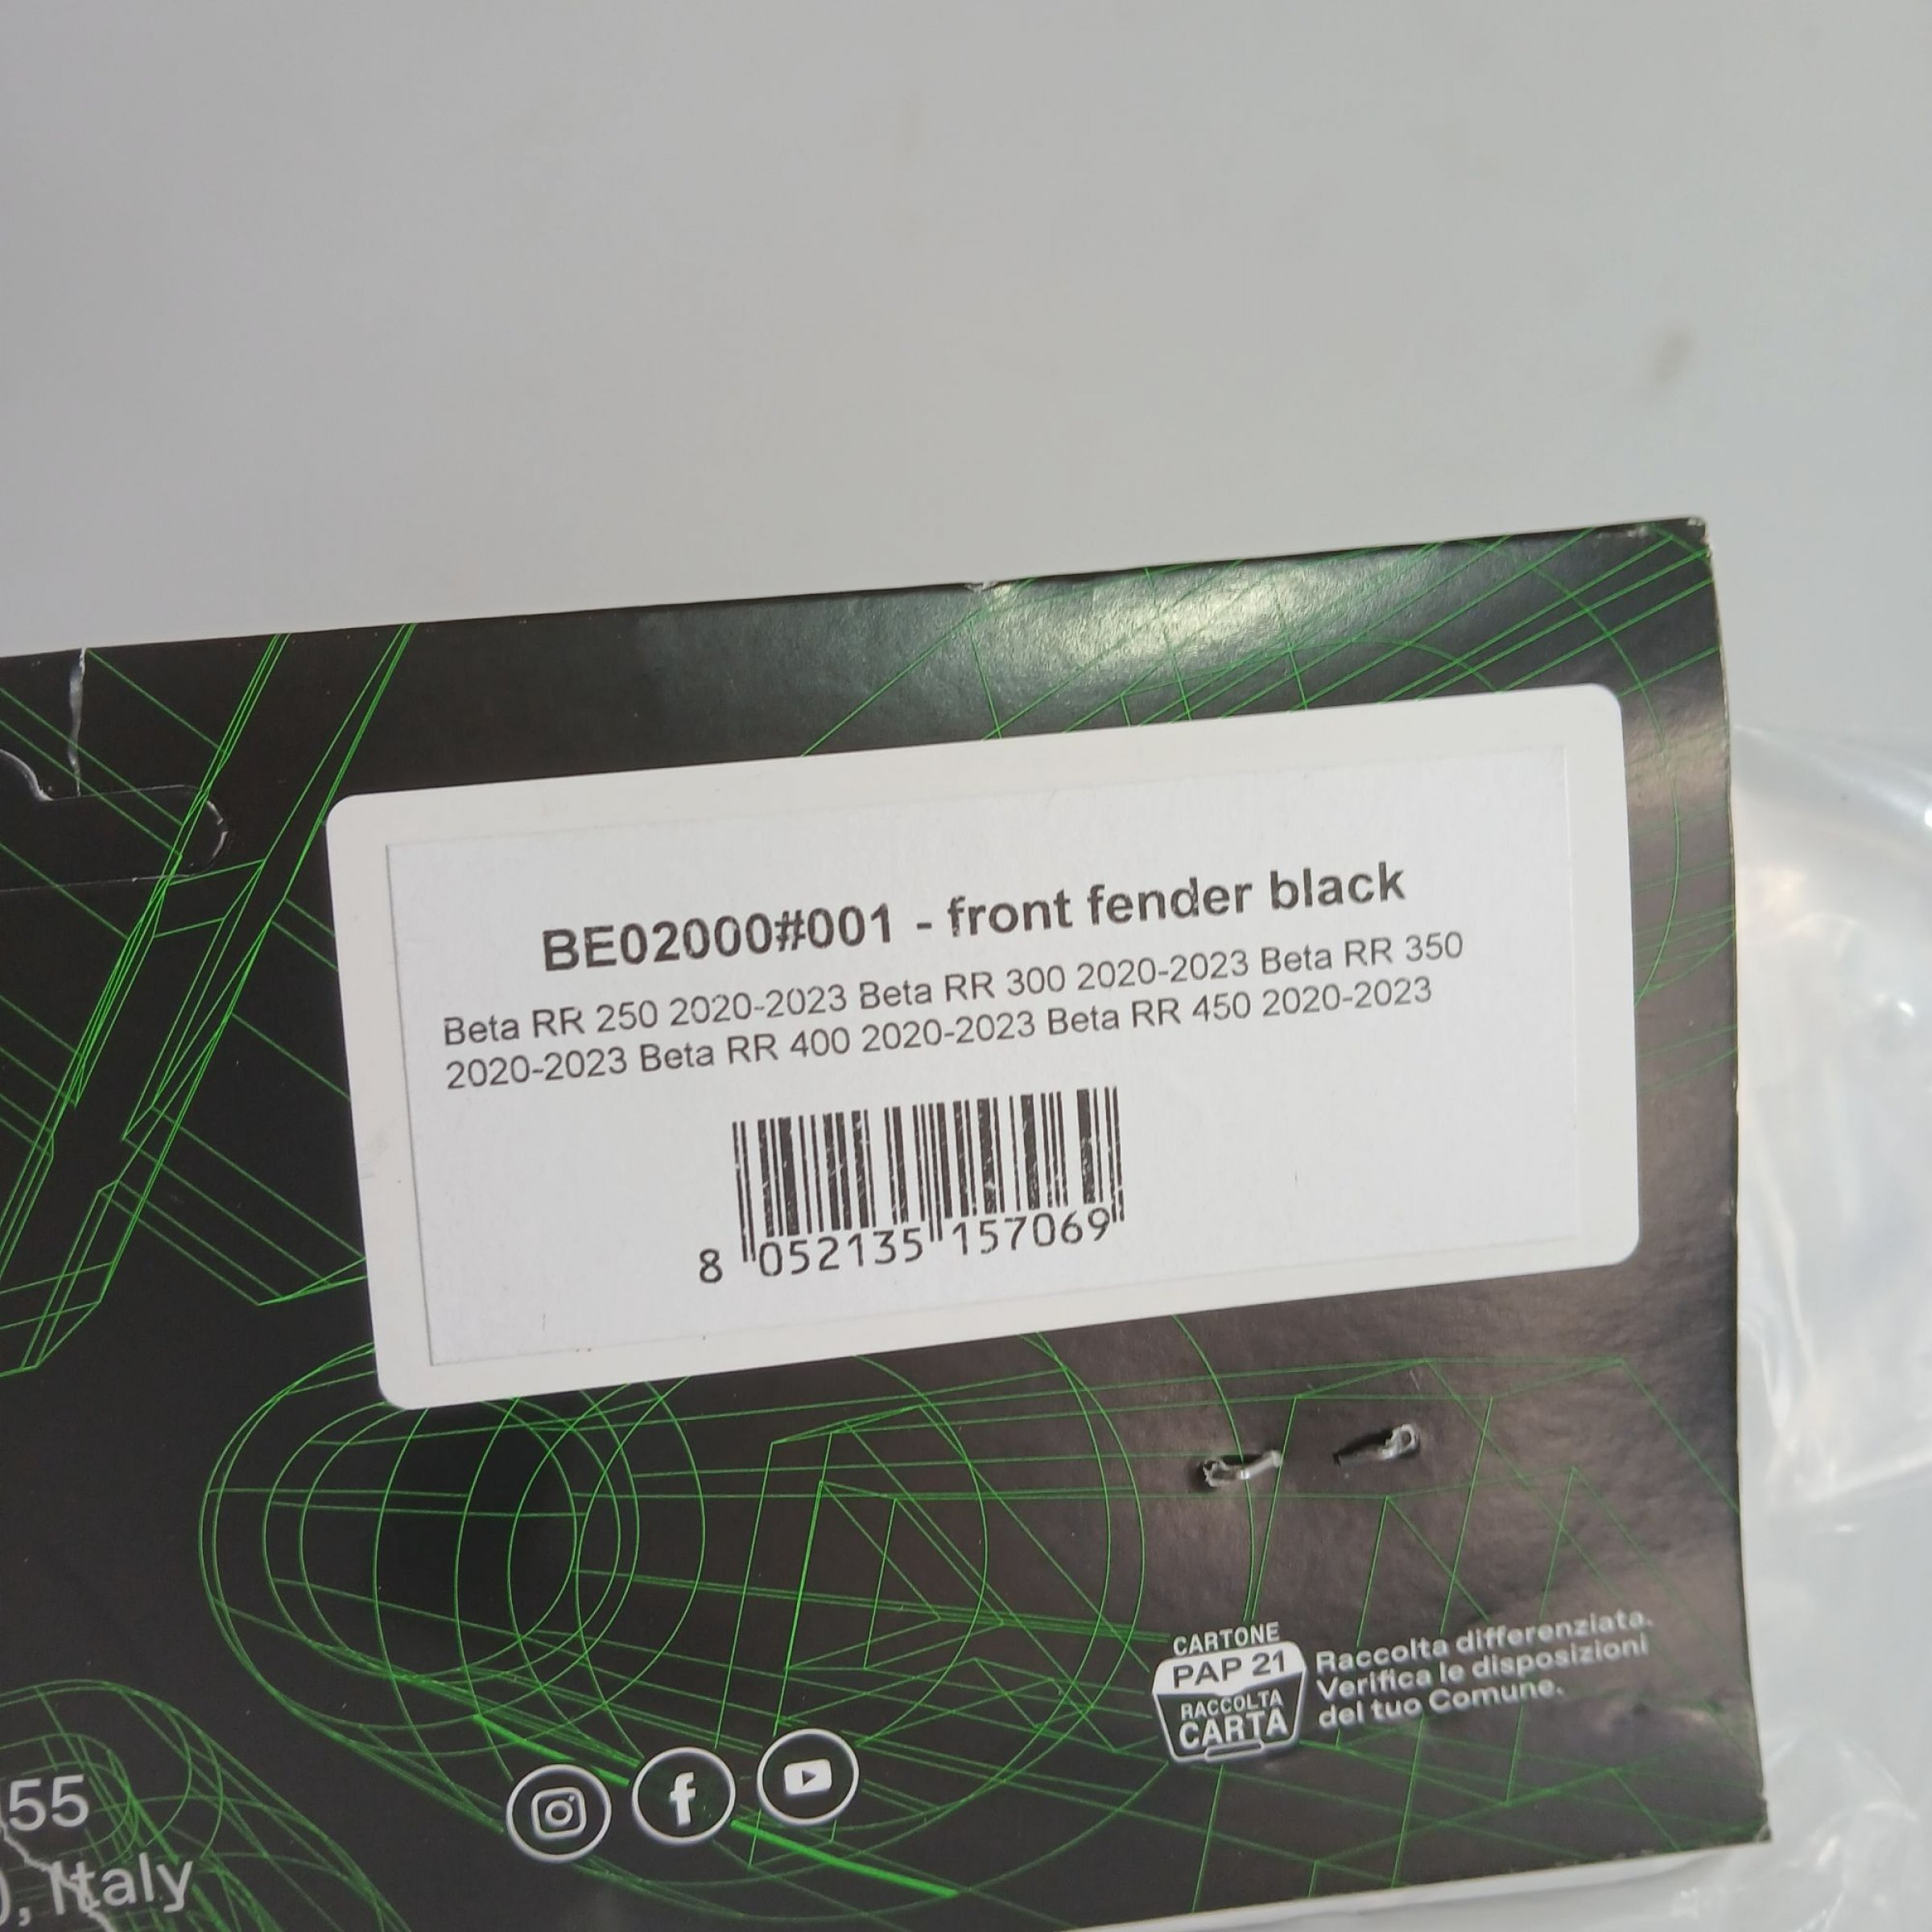 BE02000#001 - front fender black
Beta RR 250 2020-2023 Beta RR 300 2020-2023 Beta RR 350
2020-2023 Beta RR 400 2020-2023 Beta RR 450 2020-2023
8 052135 157069
CARTONE
PAP 21
RACCOLTA
CARTA
Raccolta differenziata.
Verifica le disposizioni
del tuo Comune.
55
), Italy